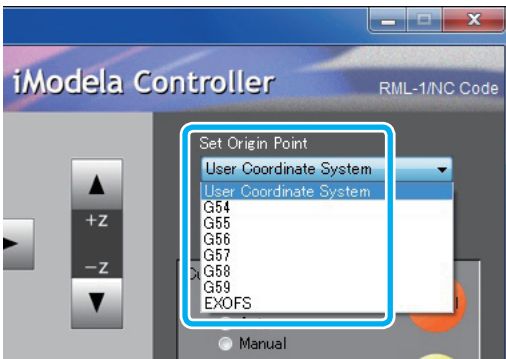 iModela Controller
RML-1/NC Code
Set Origin Point
User Coordinate System
User Coordinate System
G54
G55
G56
G57
G58
G59
EXOFS
+Z
−Z
Manual